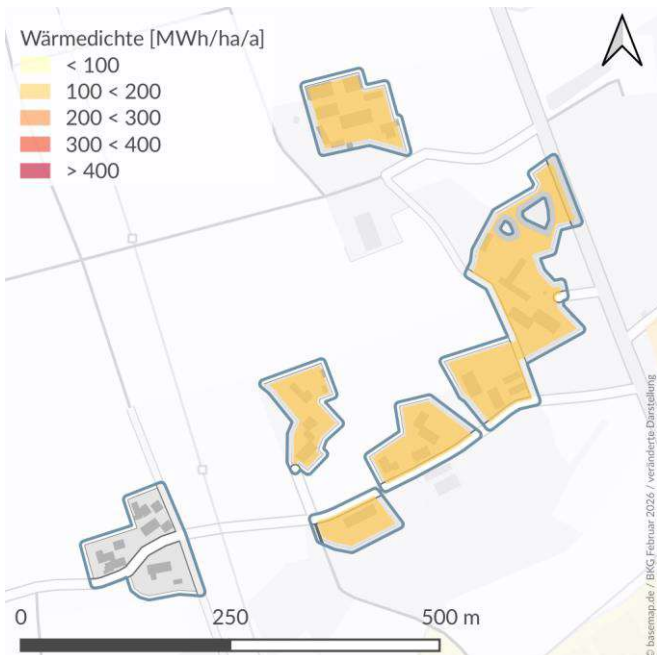 Wärmedichte [MWh/ha/a]
< 100
100 < 200
200 < 300
300 < 400
> 400
0 250 500 m
© basemap.de / BKG Februar 2026 / veränderte Darstellung